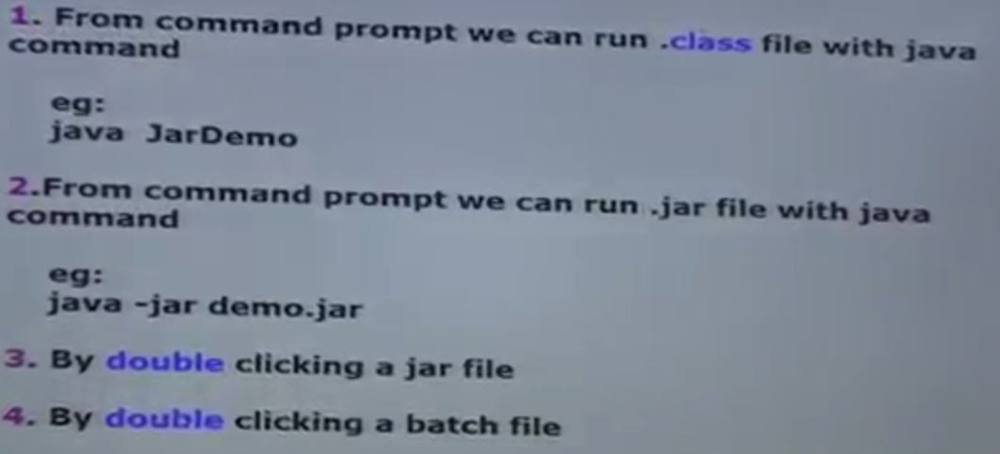 1. From command prompt we can run .class file with java
command
eg:
java JarDemo
2.From command prompt we can run .jar file with java
command
eg:
java -jar demo.jar
3. By double clicking a jar file
4. By double clicking a batch file